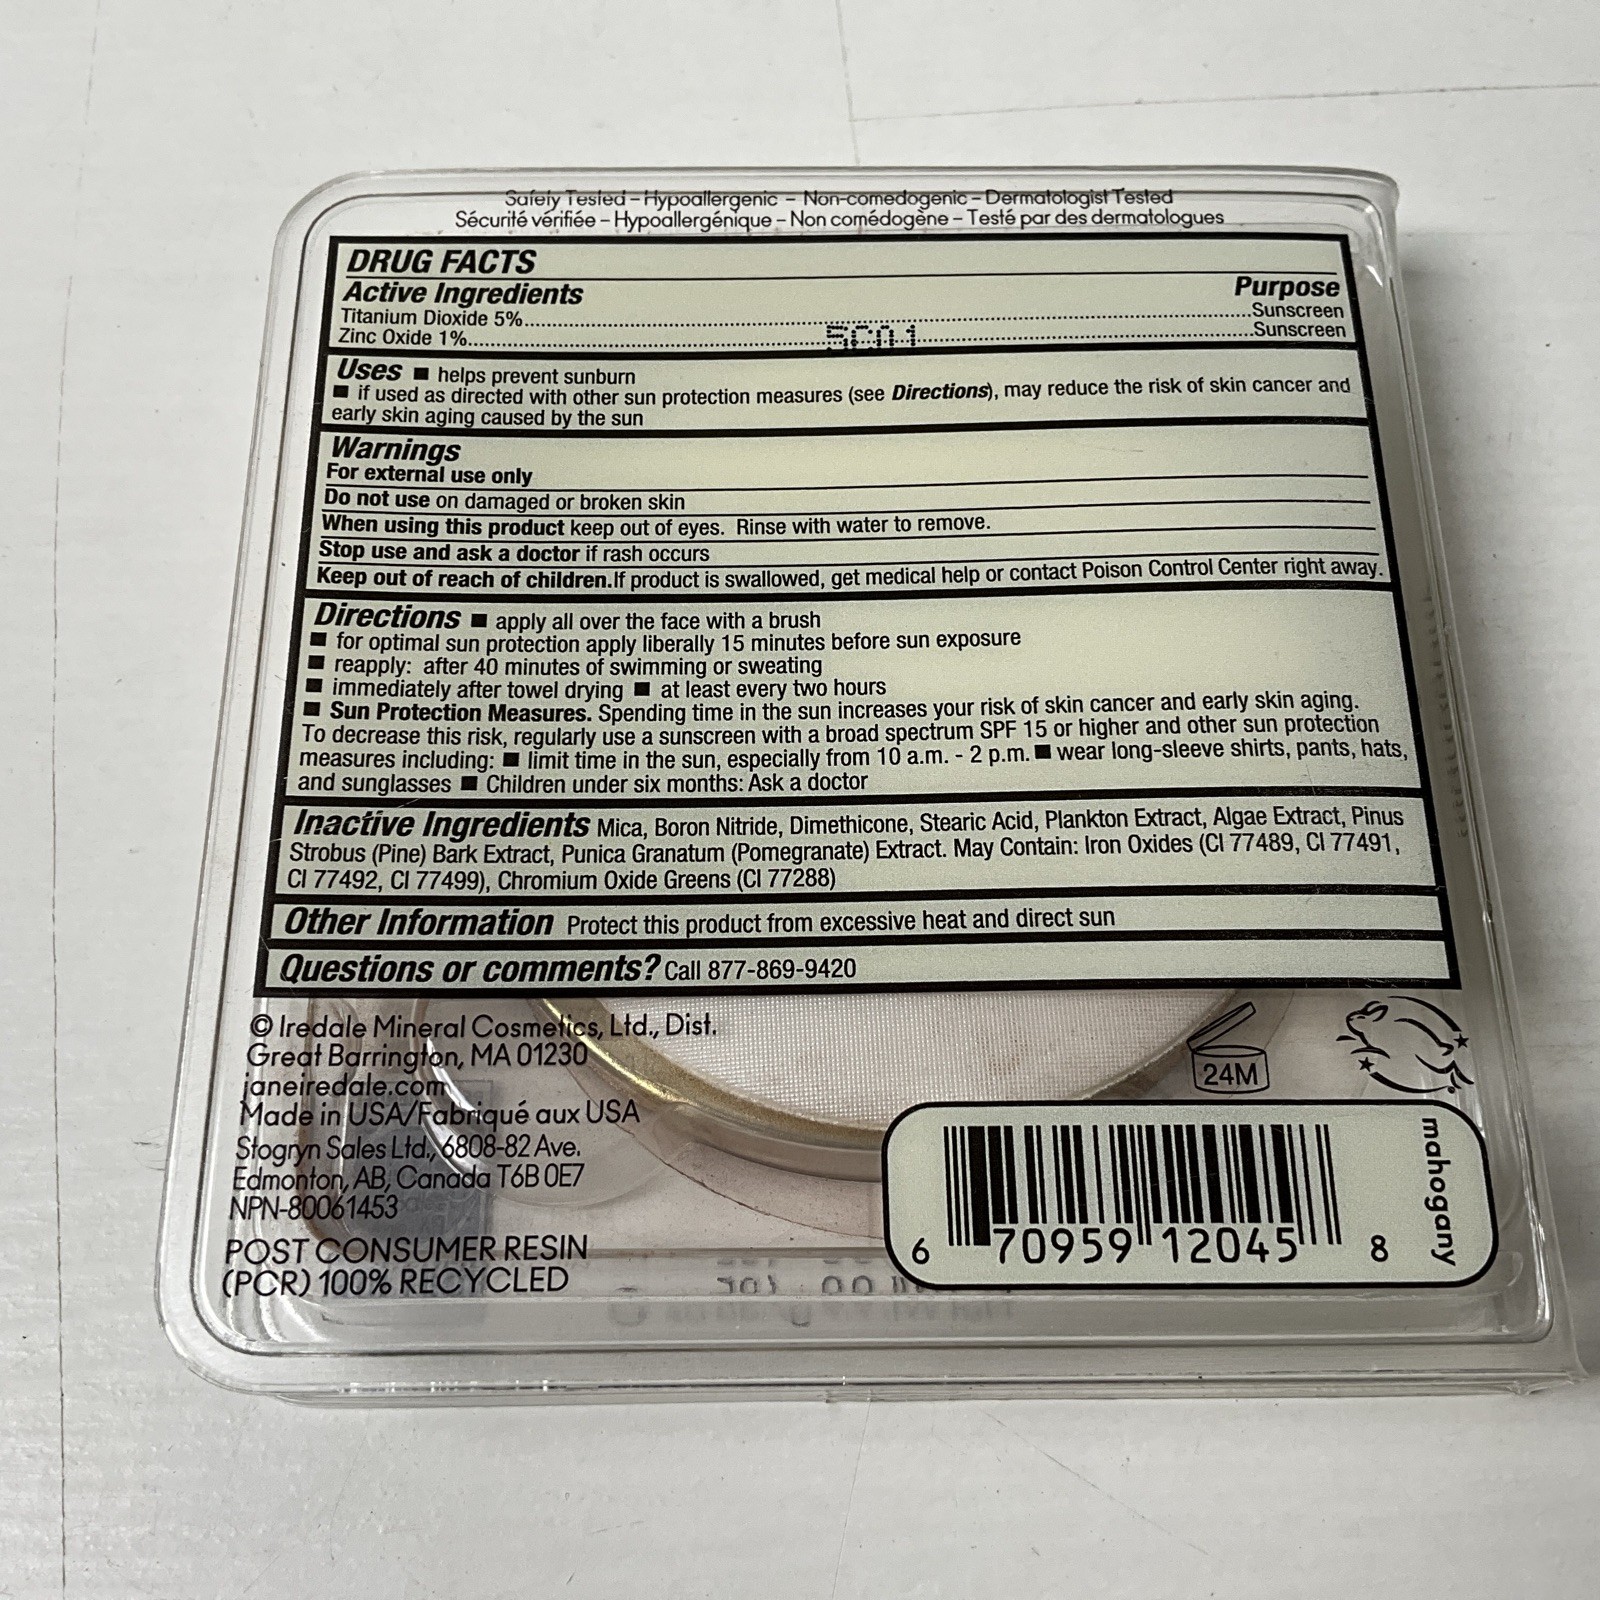 Safety Tested – Hypoallergenic – Non-comedogenic – Dermatologist Tested
Sécurité vérifiée – Hypoallergénique – Non comédogène – Testé par des dermatologues
DRUG FACTS
Active Ingredients Purpose
Titanium Dioxide 5%..........Sunscreen
Zinc Oxide 1%..........Sunscreen
5C01
Uses ■ helps prevent sunburn
■ if used as directed with other sun protection measures (see Directions), may reduce the risk of skin cancer and
early skin aging caused by the sun
Warnings
For external use only
Do not use on damaged or broken skin
When using this product keep out of eyes. Rinse with water to remove.
Stop use and ask a doctor if rash occurs
Keep out of reach of children.If product is swallowed, get medical help or contact Poison Control Center right away.
Directions ■ apply all over the face with a brush
■ for optimal sun protection apply liberally 15 minutes before sun exposure
■ reapply: after 40 minutes of swimming or sweating
■ immediately after towel drying ■ at least every two hours
■ Sun Protection Measures. Spending time in the sun increases your risk of skin cancer and early skin aging.
To decrease this risk, regularly use a sunscreen with a broad spectrum SPF 15 or higher and other sun protection
measures including: ■ limit time in the sun, especially from 10 a.m. - 2 p.m. ■ wear long-sleeve shirts, pants, hats,
and sunglasses ■ Children under six months: Ask a doctor
Inactive Ingredients Mica, Boron Nitride, Dimethicone, Stearic Acid, Plankton Extract, Algae Extract, Pinus
Strobus (Pine) Bark Extract, Punica Granatum (Pomegranate) Extract. May Contain: Iron Oxides (CI 77489, CI 77491,
CI 77492, CI 77499), Chromium Oxide Greens (CI 77288)
Other Information Protect this product from excessive heat and direct sun
Questions or comments? Call 877-869-9420
© Iredale Mineral Cosmetics, Ltd., Dist.
Great Barrington, MA 01230
janeiredale.com
Made in USA/Fabriqué aux USA
Stogryn Sales Ltd., 6808-82 Ave.
Edmonton, AB, Canada T6B 0E7
NPN-80061453
POST CONSUMER RESIN
(PCR) 100% RECYCLED
24M
mahogany
6 70959 12045 8